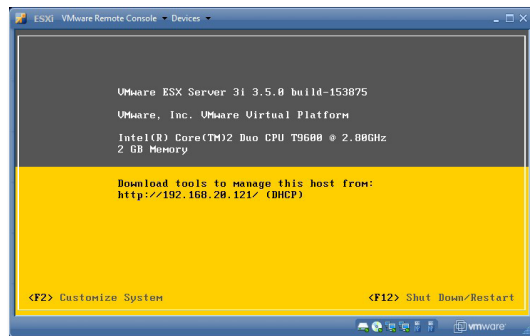 ESXi VMware Remote Console Devices
VMware ESX Server 3i 3.5.0 build-153875
VMware, Inc. VMware Virtual Platform
Intel(R) Core(TM)2 Duo CPU T9600 @ 2.80GHz
2 GB Memory
Download tools to manage this host from:
http://192.168.20.121/ (DHCP)
<F2> Customize System <F12> Shut Down/Restart
vmware